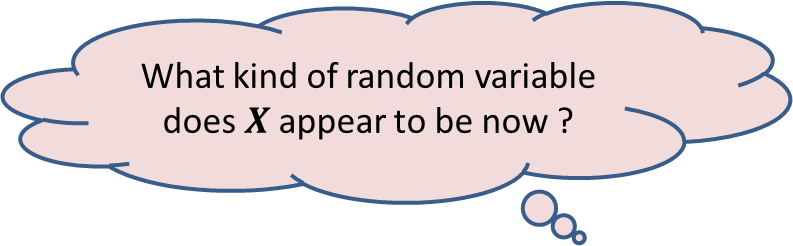 What kind of random variable
does X appear to be now ?